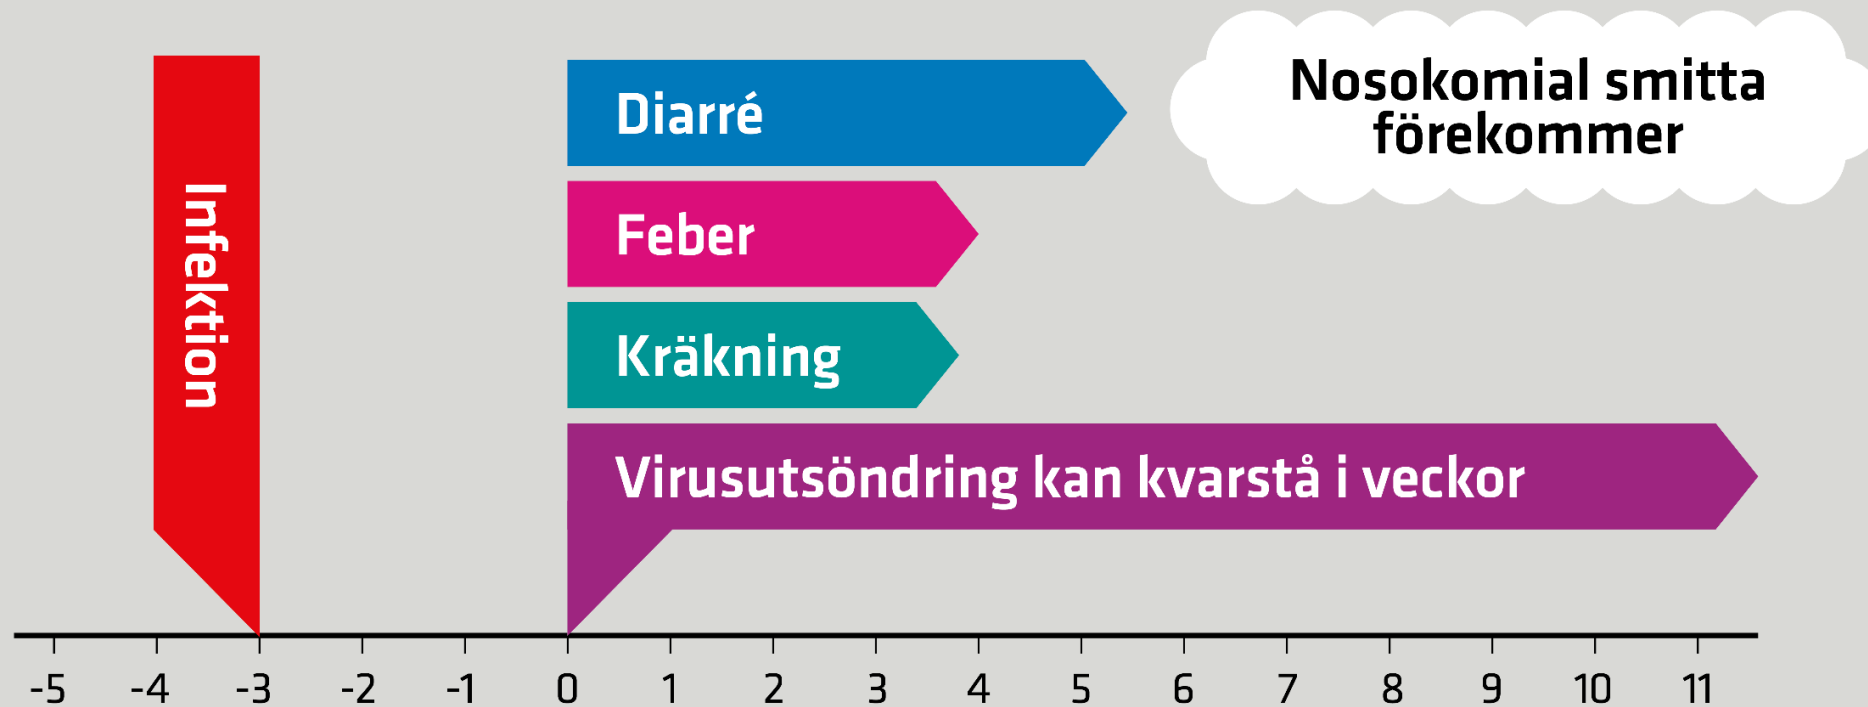 Infektion
Diarré
Feber
Kräkning
Virusutsöndring kan kvarstå i veckor
Nosokomial smitta
förekommer
-5 -4 -3 -2 -1 0 1 2 3 4 5 6 7 8 9 10 11